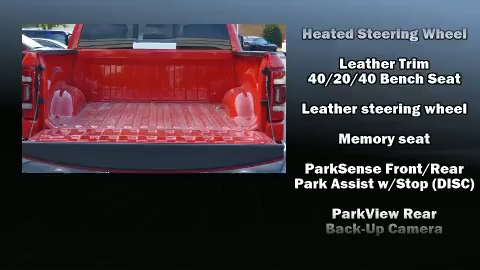 Heated Steering Wheel
Leather Trim
40/20/40 Bench Seat
Leather steering wheel
Memory seat
ParkSense Front/Rear
Park Assist w/Stop (DISC)
ParkView Rear
Back-Up Camera